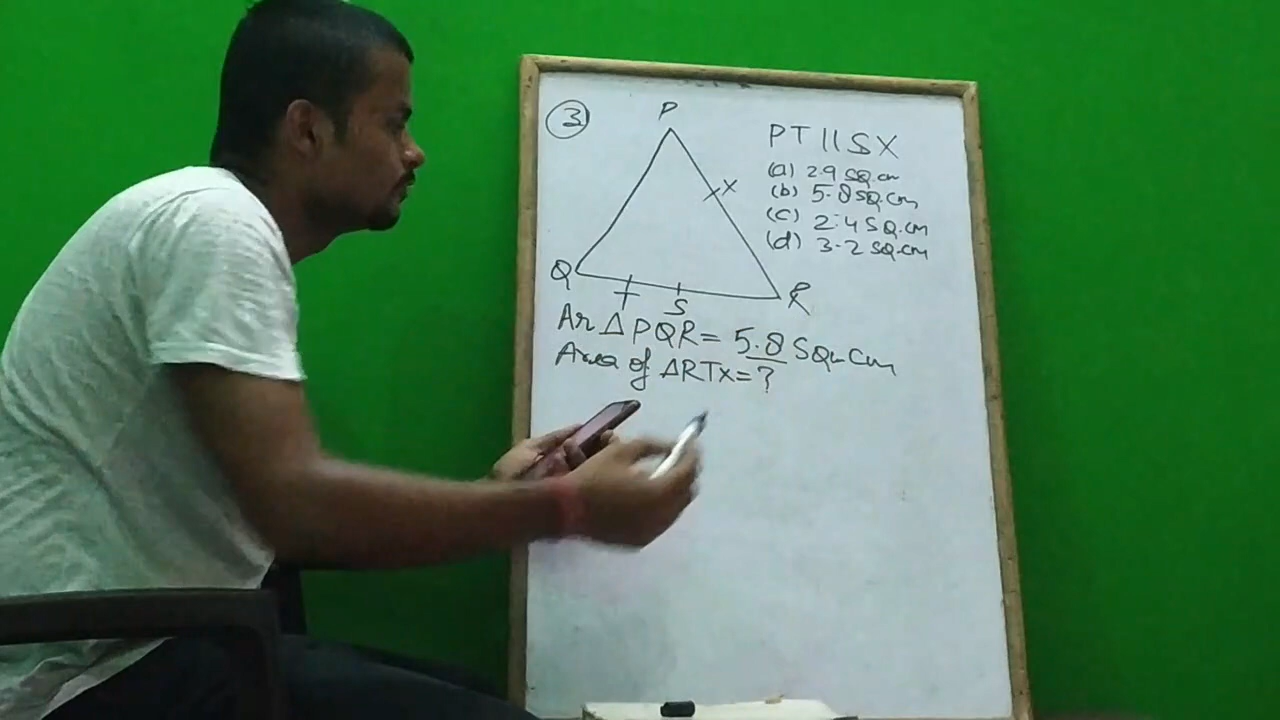 3
P
PT || SX
X
(a) 2.9 SQ.cm
(b) 5.8 SQ.cm
(c) 2.4 SQ.cm
(d) 3.2 SQ.cm
Q
T
S
R
Ar Δ PQR = 5.8 SQ.cm
Area of ΔRTX = ?